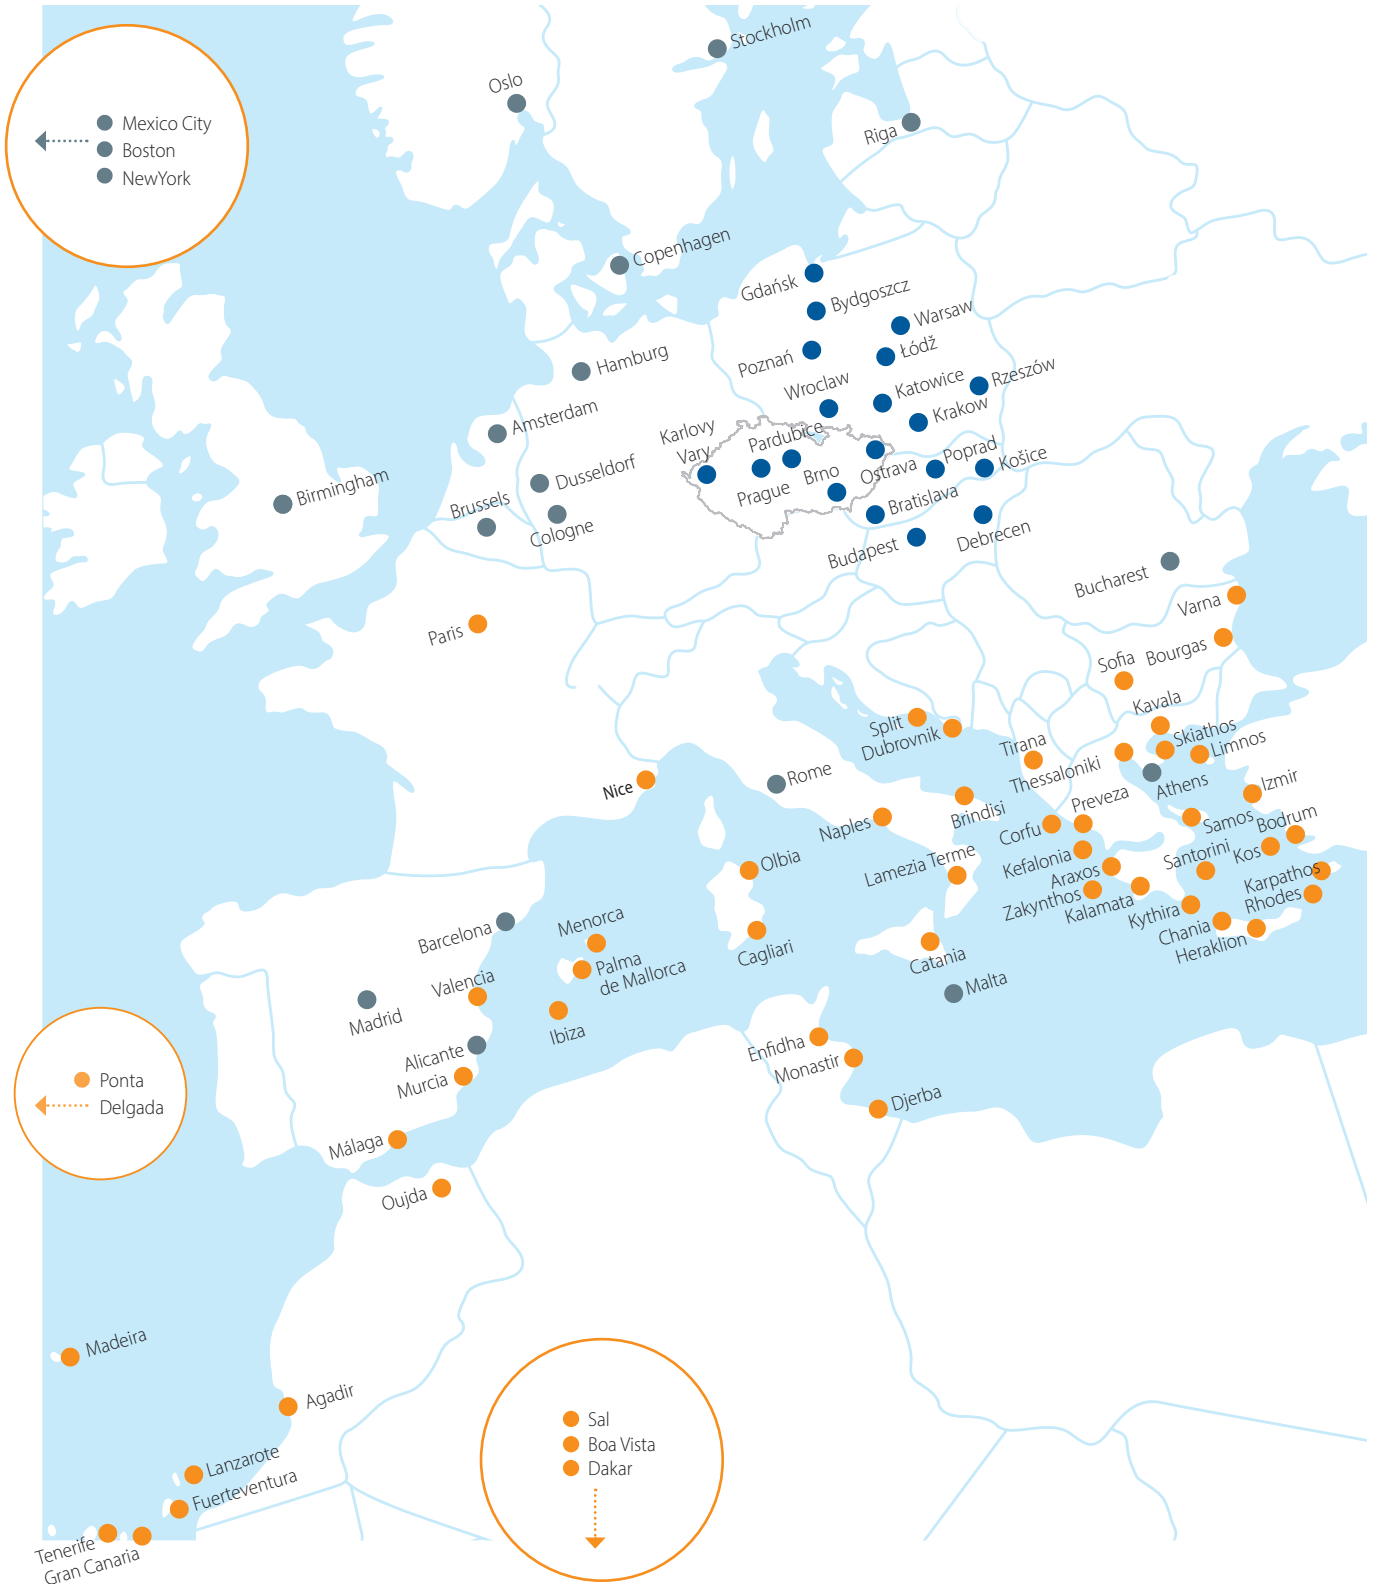 Stockholm
Oslo
Mexico City
Boston
NewYork
Riga
Copenhagen
Gdańsk
Bydgoszcz
Warsaw
Łódź
Poznań
Hamburg
Wroclaw
Katowice
Rzeszów
Krakow
Amsterdam
Karlovy
Vary
Pardubice
Prague
Brno
Ostrava
Poprad
Košice
Dusseldorf
Birmingham
Brussels
Cologne
Bratislava
Budapest
Debrecen
Bucharest
Varna
Paris
Bourgas
Sofia
Kavala
Split
Dubrovnik
Skiathos
Limnos
Tirana
Thessaloniki
Athens
Rome
Nice
Izmir
Preveza
Brindisi
Naples
Corfu
Samos
Bodrum
Olbia
Lamezia Terme
Kefalonia
Santorini
Kos
Araxos
Karpathos
Zakynthos
Kalamata
Rhodes
Kythira
Chania
Heraklion
Menorca
Barcelona
Cagliari
Catania
Palma
de Mallorca
Valencia
Malta
Madrid
Ibiza
Enfidha
Alicante
Monastir
Murcia
Ponta
Delgada
Djerba
Málaga
Oujda
Madeira
Agadir
Sal
Boa Vista
Dakar
Lanzarote
Fuerteventura
Tenerife
Gran Canaria